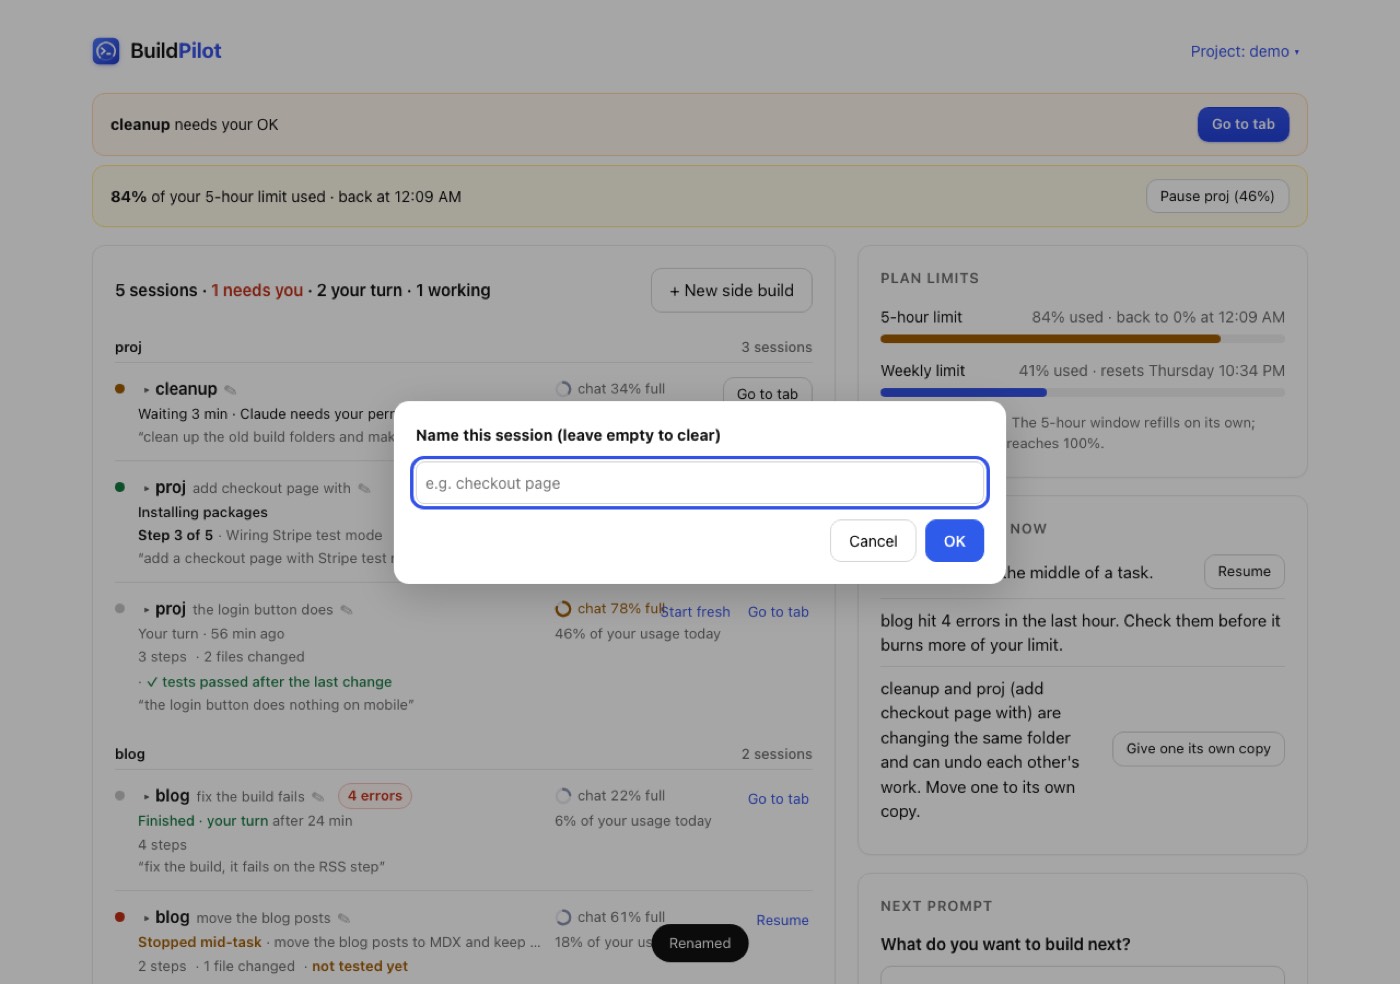 BuildPilot
Project: demo ▾
cleanup needs your OK
Go to tab
84% of your 5-hour limit used · back at 12:09 AM
Pause proj (46%)
5 sessions · 1 needs you · 2 your turn · 1 working
+ New side build
proj
3 sessions
▸ cleanup ✎
chat 34% full
Go to tab
Waiting 3 min · Claude needs your
"clean up the old build folders and
▸ proj add checkout page with ✎
Installing packages
Step 3 of 5 · Wiring Stripe test mode
"add a checkout page with Stripe test
▸ proj the login button does ✎
chat 78% full
Start fresh
Go to tab
Your turn · 56 min ago
46% of your usage today
3 steps · 2 files changed
· ✓ tests passed after the last change
"the login button does nothing on mobile"
blog
2 sessions
▸ blog fix the build fails ✎
4 errors
chat 22% full
Go to tab
Finished · your turn after 24 min
6% of your usage today
4 steps
"fix the build, it fails on the RSS step"
▸ blog move the blog posts ✎
chat 61% full
Resume
Stopped mid-task · move the blog posts to MDX and keep ...
18% of your
2 steps · 1 file changed · not tested yet
Name this session (leave empty to clear)
e.g. checkout page
Cancel
OK
Renamed
PLAN LIMITS
5-hour limit
84% used · back to 0% at 12:09 AM
Weekly limit
41% used · resets Thursday 10:34 PM
The 5-hour window refills on its own;
reaches 100%.
NOW
the middle of a task.
Resume
blog hit 4 errors in the last hour. Check them before it
burns more of your limit.
cleanup and proj (add
checkout page with) are
changing the same folder
and can undo each other's
work. Move one to its own
copy.
Give one its own copy
NEXT PROMPT
What do you want to build next?